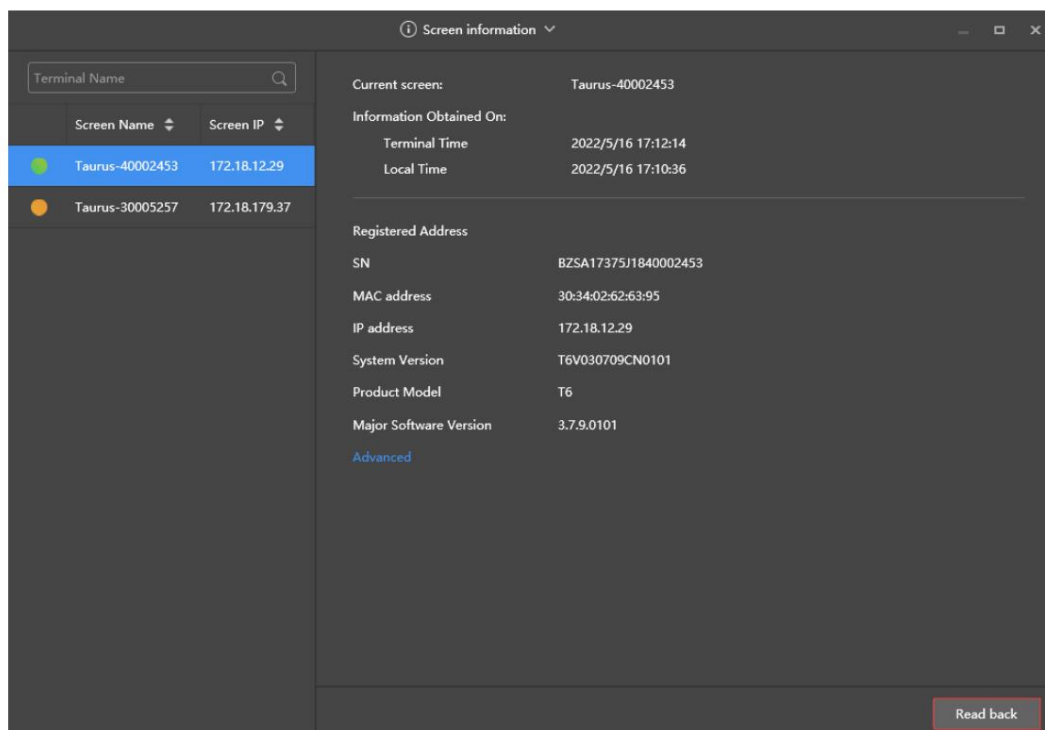 Screen information
Terminal Name
Screen Name Screen IP
Taurus-40002453 172.18.12.29
Taurus-30005257 172.18.179.37
Current screen: Taurus-40002453
Information Obtained On:
Terminal Time 2022/5/16 17:12:14
Local Time 2022/5/16 17:10:36
Registered Address
SN BZSA17375J1840002453
MAC address 30:34:02:62:63:95
IP address 172.18.12.29
System Version T6V030709CN0101
Product Model T6
Major Software Version 3.7.9.0101
Advanced
Read back